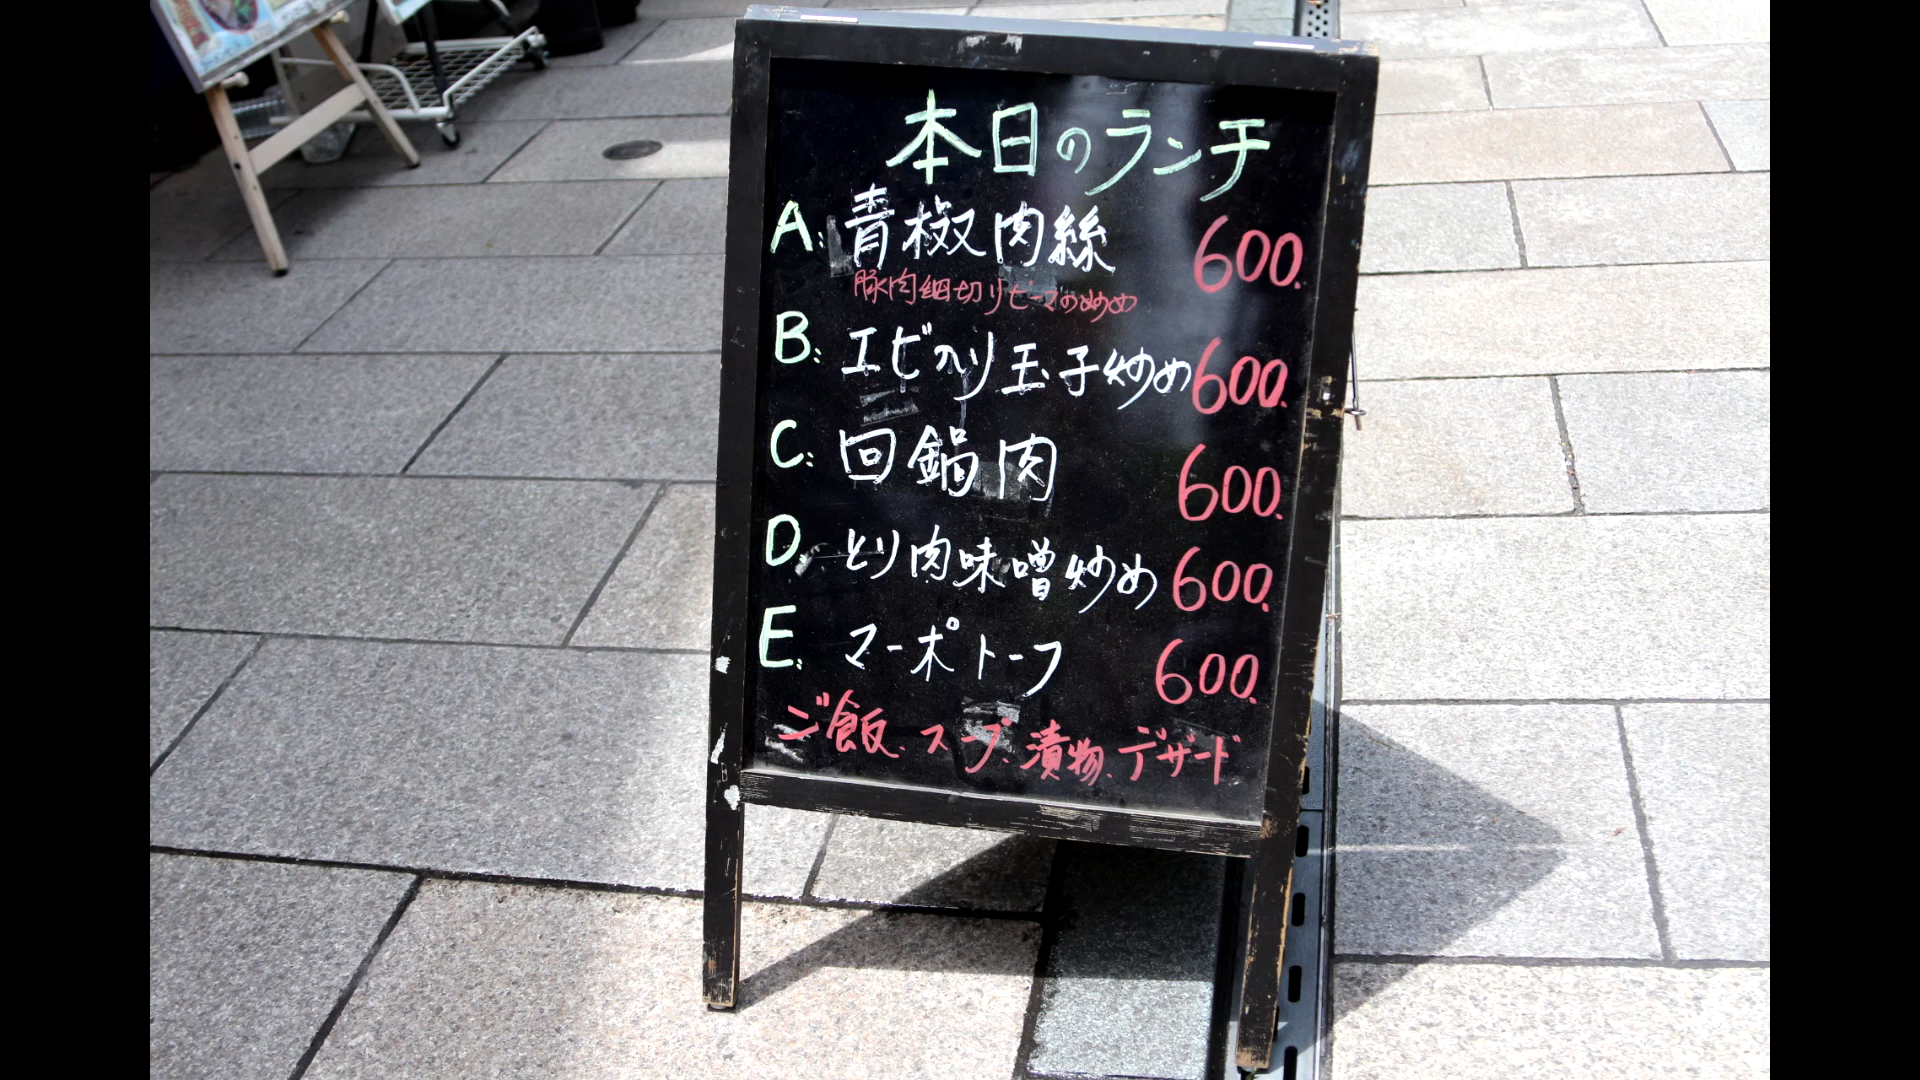 本日のランチ
A: 青椒肉絲 600.
豚肉細切りピーマの炒め
B: エビ入り玉子炒め 600.
C: 回鍋肉 600.
D: とり肉味噌炒め 600.
E. マーボトーフ 600.
ご飯、スープ、漬物、デザード